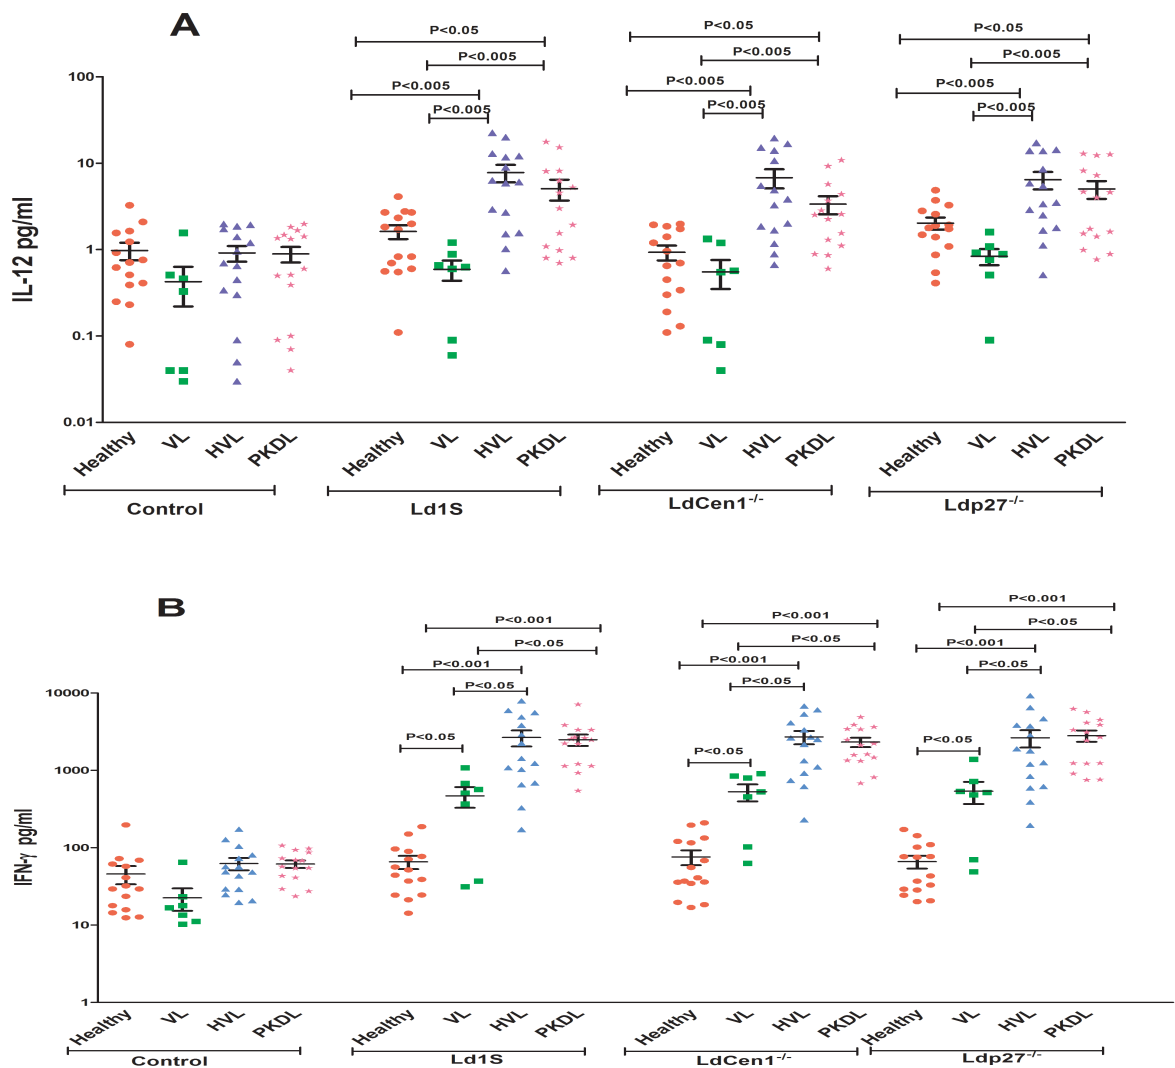 A
P<0.05
P<0.005
P<0.005
P<0.005
P<0.05
P<0.005
P<0.005
P<0.005
P<0.05
P<0.005
P<0.005
P<0.005
IL-12 pg/ml
100
10
1
0.1
0.01
Healthy VL HVL PKDL Healthy VL HVL PKDL Healthy VL HVL PKDL Healthy VL HVL PKDL
Control Ld1S LdCen1-/- Ldp27-/-
B
P<0.001
P<0.05
P<0.001
P<0.05
P<0.05
P<0.001
P<0.05
P<0.001
P<0.05
P<0.05
P<0.001
P<0.05
P<0.001
P<0.05
P<0.05
IFN-γ pg/ml
10000
1000
100
10
1
Healthy VL HVL PKDL Healthy VL HVL PKDL Healthy VL HVL PKDL Healthy VL HVL PKDL
Control Ld1S LdCen1-/- Ldp27-/-